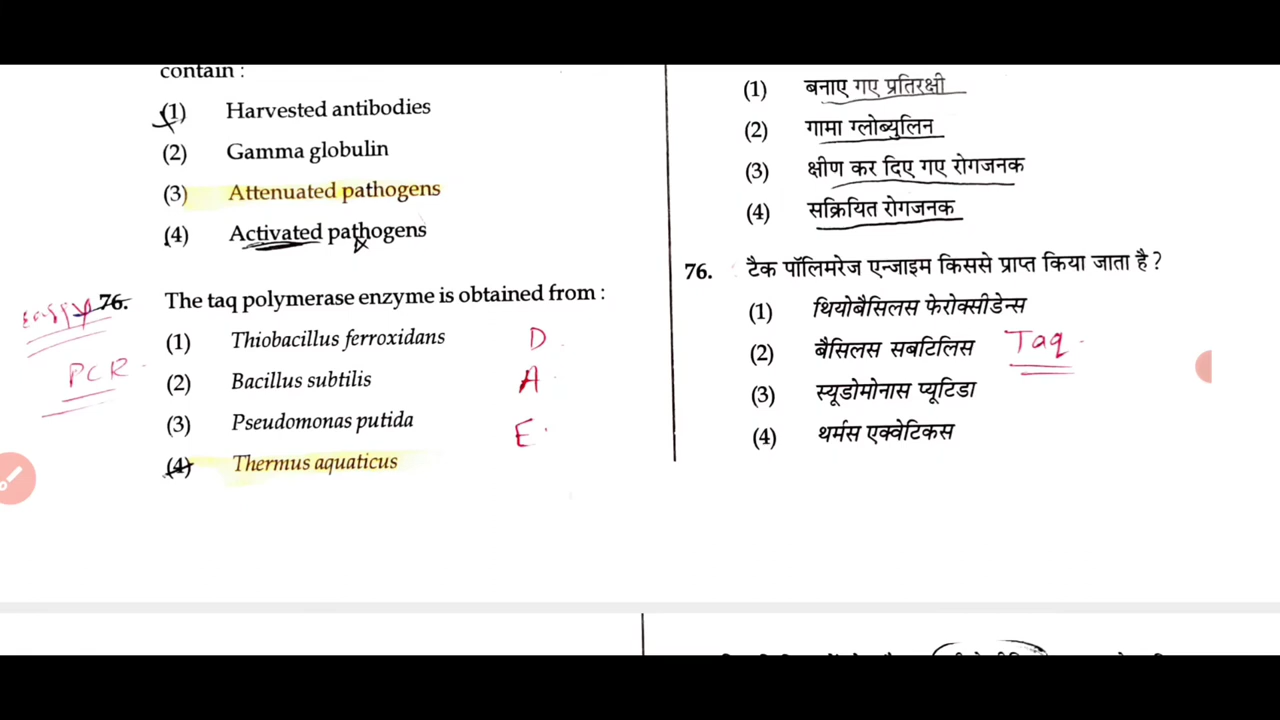 contain :
(1) Harvested antibodies
(2) Gamma globulin
(3) Attenuated pathogens
(4) Activated pathogens
76. The taq polymerase enzyme is obtained from :
(1) Thiobacillus ferroxidans
(2) Bacillus subtilis
(3) Pseudomonas putida
(4) Thermus aquaticus
PCR
D
A
E
(1) बनाए गए प्रतिरक्षी
(2) गामा ग्लोब्युलिन
(3) क्षीण कर दिए गए रोगजनक
(4) सक्रियित रोगजनक
76. टैक पॉलिमरेज एन्जाइम किससे प्राप्त किया जाता है ?
(1) थियोबैसिलस फेरोक्सीडेन्स
(2) बैसिलस सबटिलिस
(3) स्यूडोमोनास प्यूटिडा
(4) थर्मस एक्वेटिकस
Taq